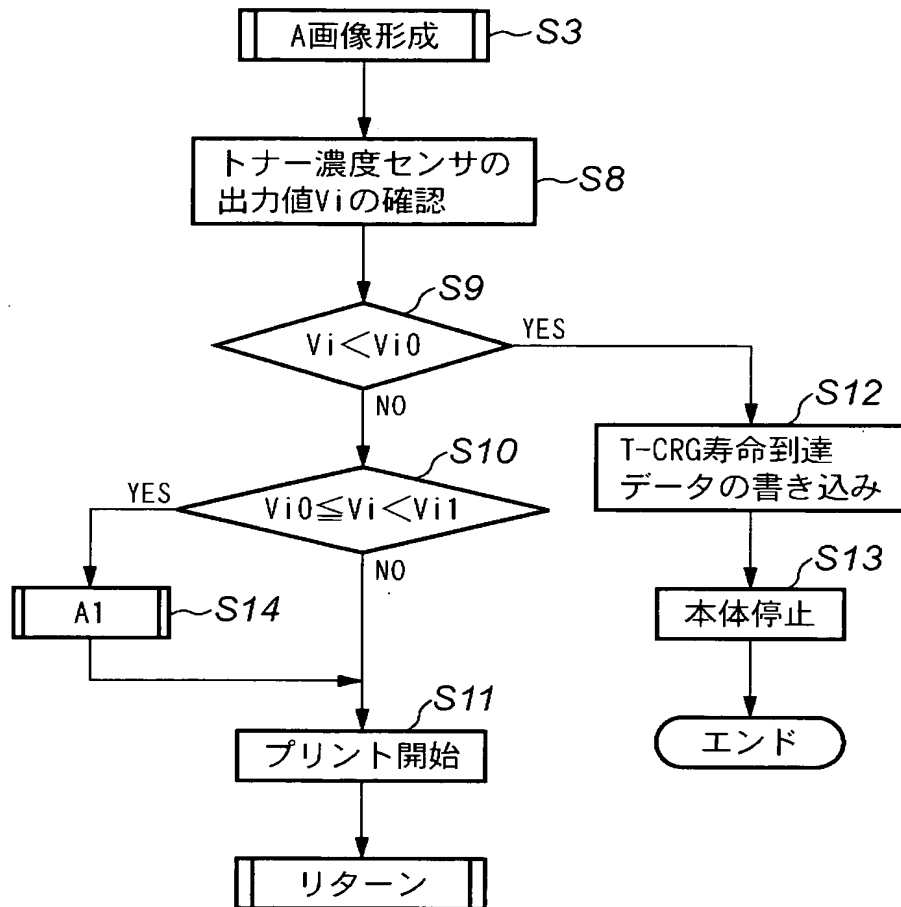 A画像形成
S3
トナー濃度センサの
出力値Viの確認
S8
S9
Vi<Vi0
YES
NO
S12
T-CRG寿命到達
データの書き込み
S10
YES
Vi0≦Vi<Vi1
NO
S13
本体停止
A1
S14
S11
プリント開始
エンド
リターン